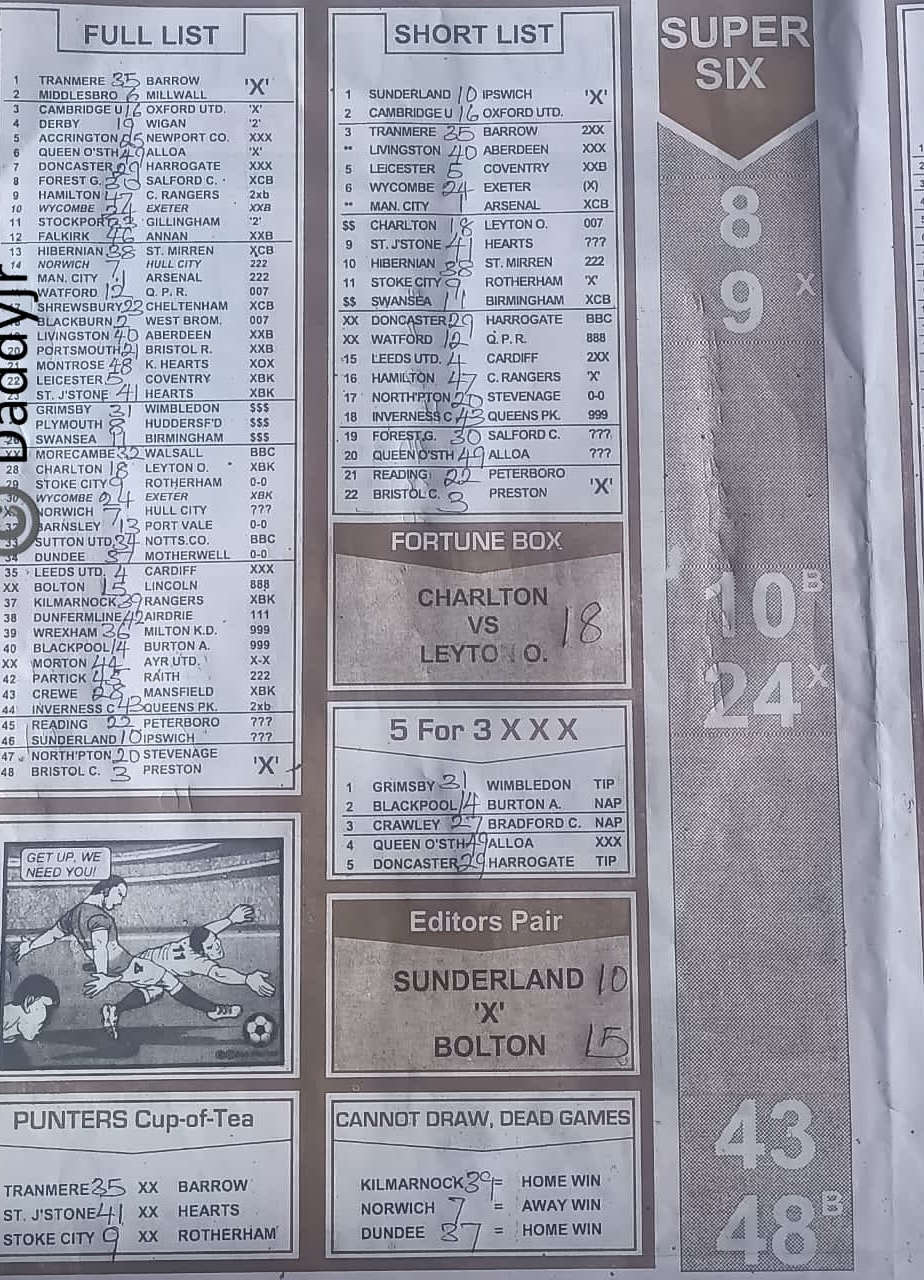 FULL LIST
1 TRANMERE 35 BARROW 'X'
2 MIDDLESBRO 6 MILLWALL
3 CAMBRIDGE U 16 OXFORD UTD. 'X'
4 DERBY 19 WIGAN '2'
5 ACCRINGTON 25 NEWPORT CO. XXX
6 QUEEN O'STH 49 ALLOA 'X'
7 DONCASTER 29 HARROGATE XXX
8 FOREST G. 30 SALFORD C. XCB
9 HAMILTON 47 C. RANGERS 2xb
10 WYCOMBE 24 EXETER XXB
11 STOCKPORT GILLINGHAM '2'
12 FALKIRK 46 ANNAN XXB
13 HIBERNIAN 38 ST. MIRREN XCB
14 NORWICH 7 HULL CITY 222
MAN. CITY 1 ARSENAL 222
WATFORD 12 Q. P. R. 007
SHREWSBURY 23 CHELTENHAM XCB
BLACKBURN 2 WEST BROM. 007
LIVINGSTON 40 ABERDEEN XXB
20 PORTSMOUTH 21 BRISTOL R. XXB
21 MONTROSE 48 K. HEARTS XOX
22 LEICESTER 5 COVENTRY XBK
23 ST. J'STONE 41 HEARTS XBK
GRIMSBY 31 WIMBLEDON $$$
PLYMOUTH 8 HUDDERSF'D $$$
26 SWANSEA 11 BIRMINGHAM $$$
MORECAMBE 32 WALSALL BBC
28 CHARLTON 18 LEYTON O. XBK
29 STOKE CITY 9 ROTHERHAM 0-0
30 WYCOMBE 24 EXETER XBK
NORWICH 7 HULL CITY ???
32 BARNSLEY 13 PORT VALE 0-0
33 SUTTON UTD. 34 NOTTS.CO. BBC
34 DUNDEE 37 MOTHERWELL 0-0
35 LEEDS UTD. 4 CARDIFF XXX
XX BOLTON 15 LINCOLN 888
37 KILMARNOCK 39 RANGERS XBK
38 DUNFERMLINE 42 AIRDRIE 111
39 WREXHAM 36 MILTON K.D. 999
40 BLACKPOOL 14 BURTON A. 999
XX MORTON 44 AYR UTD. X-X
42 PARTICK 45 RAITH 222
43 CREWE 28 MANSFIELD XBK
44 INVERNESS C 43 QUEENS PK. 2xb
45 READING 22 PETERBORO ???
46 SUNDERLAND 10 IPSWICH ???
47 NORTH'PTON 20 STEVENAGE 'X'
48 BRISTOL C. 3 PRESTON
© Daddyjr
GET UP, WE
NEED YOU!
PUNTERS Cup-of-Tea
TRANMERE 35 XX BARROW
ST. J'STONE 41 XX HEARTS
STOKE CITY 9 XX ROTHERHAM
SHORT LIST
1 SUNDERLAND 10 IPSWICH 'X'
2 CAMBRIDGE U 16 OXFORD UTD.
3 TRANMERE 35 BARROW 2XX
** LIVINGSTON 40 ABERDEEN XXX
5 LEICESTER 5 COVENTRY XXB
6 WYCOMBE 24 EXETER (X)
** MAN. CITY 1 ARSENAL XCB
$$ CHARLTON 18 LEYTON O. 007
9 ST. J'STONE 41 HEARTS ???
10 HIBERNIAN 38 ST. MIRREN 222
11 STOKE CITY 9 ROTHERHAM 'X'
$$ SWANSEA 11 BIRMINGHAM XCB
XX DONCASTER 29 HARROGATE BBC
XX WATFORD 12 Q.P.R. 888
15 LEEDS UTD. 4 CARDIFF 2XX
16 HAMILTON 47 C. RANGERS 'X'
17 NORTH'PTON 20 STEVENAGE 0-0
18 INVERNESS C 43 QUEENS PK. 999
19 FOREST.G. 30 SALFORD C. ???
20 QUEEN O'STH 49 ALLOA ???
21 READING 22 PETERBORO 'X'
22 BRISTOL C. 3 PRESTON
FORTUNE BOX
CHARLTON
VS 18
LEYTON O.
5 For 3 X X X
1 GRIMSBY 31 WIMBLEDON TIP
2 BLACKPOOL 14 BURTON A. NAP
3 CRAWLEY 27 BRADFORD C. NAP
4 QUEEN O'STH 49 ALLOA XXX
5 DONCASTER 29 HARROGATE TIP
Editors Pair
SUNDERLAND 10
'X'
BOLTON 15
CANNOT DRAW, DEAD GAMES
KILMARNOCK 39 = HOME WIN
NORWICH 7 = AWAY WIN
DUNDEE 37 = HOME WIN
SUPER
SIX
8
9 X
10 B
24 X
43
48 B